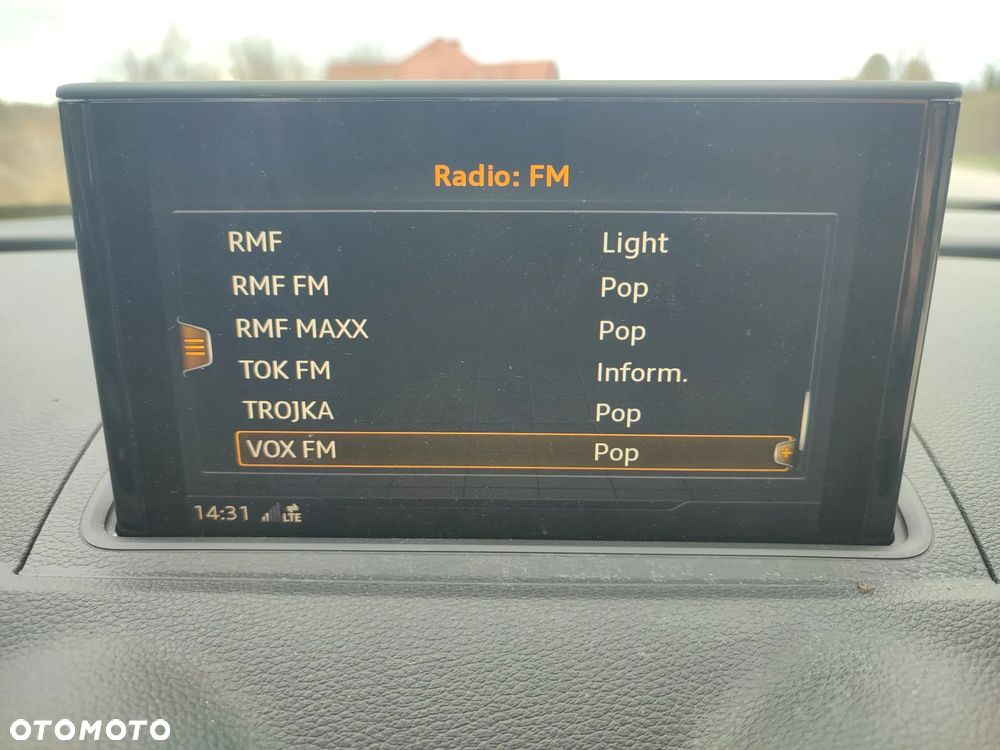 Radio: FM
RMF Light
RMF FM Pop
RMF MAXX Pop
TOK FM Inform.
TROJKA Pop
VOX FM Pop
14:31 LTE
OTOMOTO